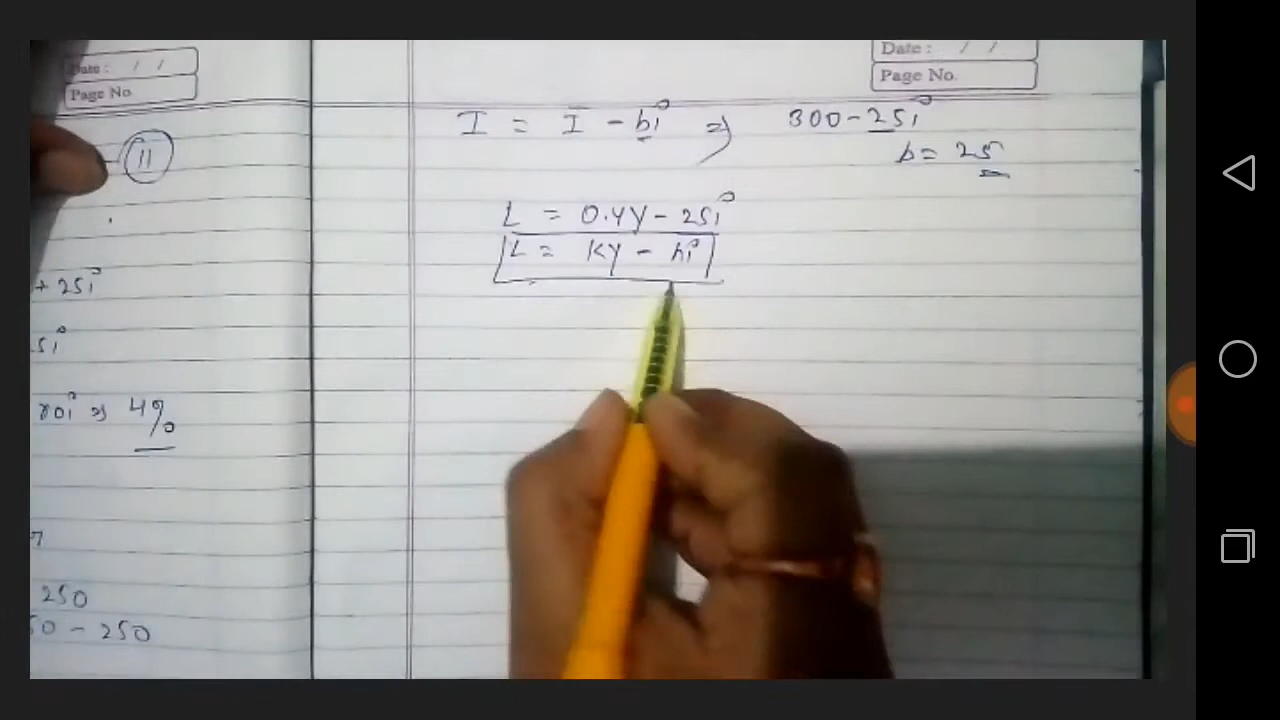 Date : / /
Page No.
11
+ 25i
5i
80i ⇒ 4%
250
50 - 250
Date : / /
Page No.
I = I̅ - bi ⇒ 300 - 25i
b = 25
L = 0.4Y - 25i
L = KY - hi